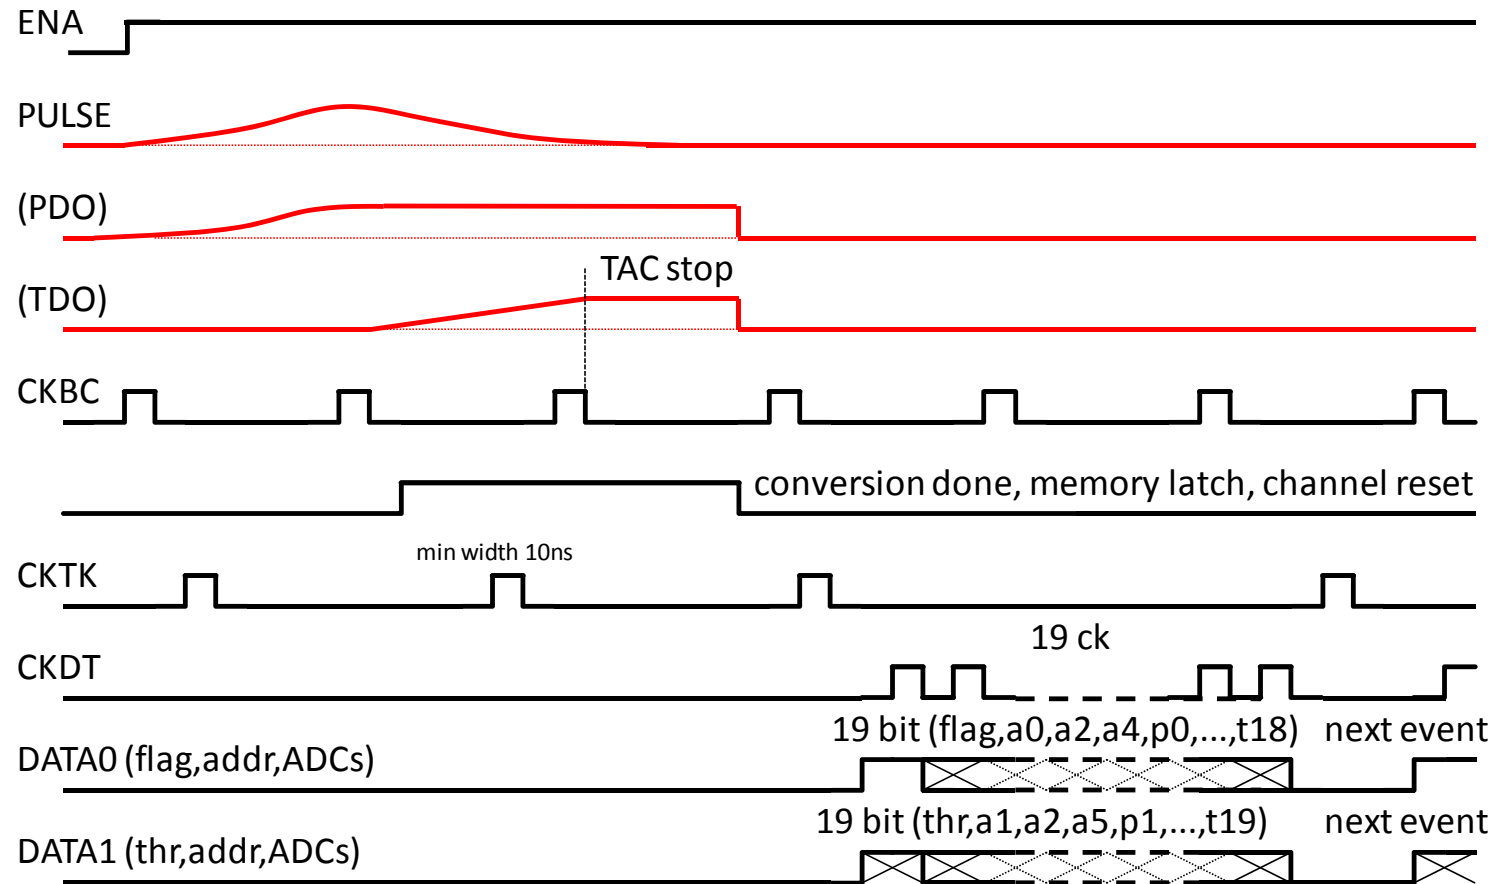 ENA
PULSE
(PDO)
TAC stop
(TDO)
CKBC
conversion done, memory latch, channel reset
min width 10ns
CKTK
19 ck
CKDT
19 bit (flag,a0,a2,a4,p0,...,t18) next event
DATA0 (flag,addr,ADCs)
19 bit (thr,a1,a2,a5,p1,...,t19) next event
DATA1 (thr,addr,ADCs)